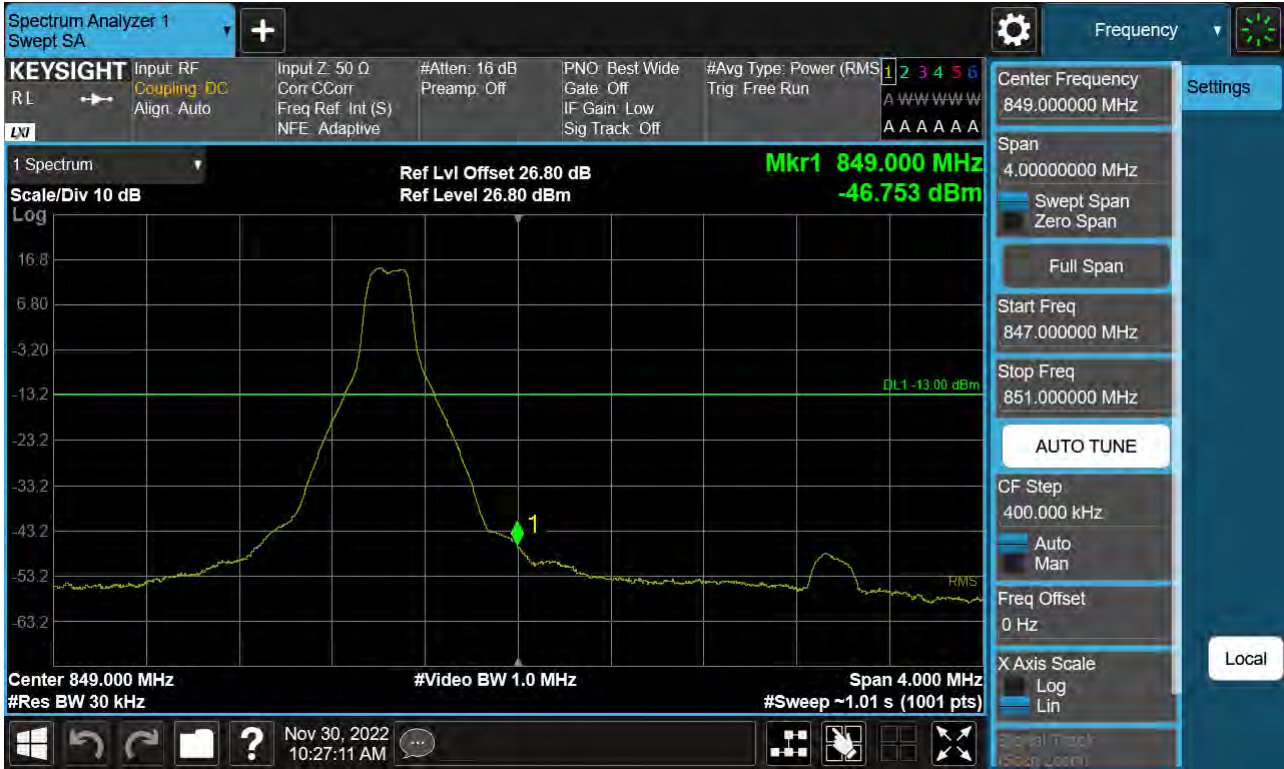 Spectrum Analyzer 1
Swept SA
+
Frequency
KEYSIGHT
RL
LXI
Input: RF
Coupling: DC
Align: Auto
Input Z: 50 Ω
Corr CCorr
Freq Ref: Int (S)
NFE: Adaptive
#Atten: 16 dB
Preamp: Off
PNO: Best Wide
Gate: Off
IF Gain: Low
Sig Track: Off
#Avg Type: Power (RMS
Trig: Free Run
1 2 3 4 5 6
A W W W W W
A A A A A A
1 Spectrum
Scale/Div 10 dB
Log
Ref Lvl Offset 26.80 dB
Ref Level 26.80 dBm
Mkr1 849.000 MHz
-46.753 dBm
16.8
6.80
-3.20
-13.2
-23.2
-33.2
-43.2
-53.2
-63.2
DL1 -13.00 dBm
1
RMS
Center 849.000 MHz
#Video BW 1.0 MHz
Span 4.000 MHz
#Res BW 30 kHz
#Sweep ~1.01 s (1001 pts)
Center Frequency
849.000000 MHz
Settings
Span
4.00000000 MHz
Swept Span
Zero Span
Full Span
Start Freq
847.000000 MHz
Stop Freq
851.000000 MHz
AUTO TUNE
CF Step
400.000 kHz
Auto
Man
Freq Offset
0 Hz
X Axis Scale
Log
Lin
Local
Signal Track
(Span Zoom)
?
Nov 30, 2022
10:27:11 AM